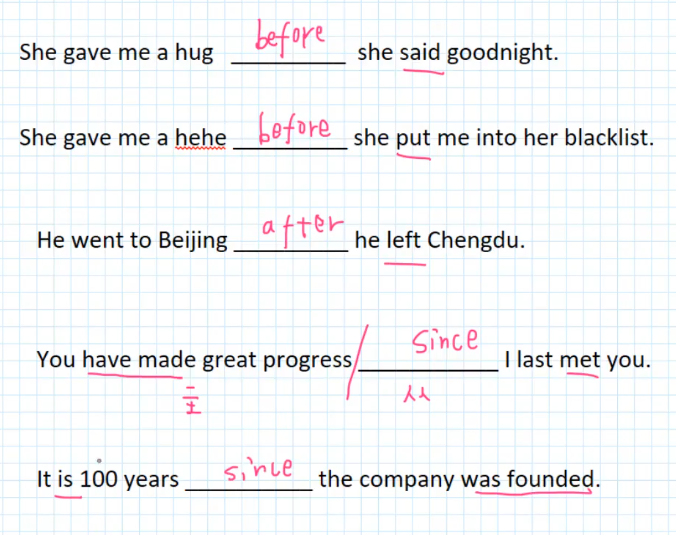 She gave me a hug before she said goodnight.
She gave me a hehe before she put me into her blacklist.
He went to Beijing after he left Chengdu.
You have made great progress since I last met you.
It is 100 years since the company was founded.